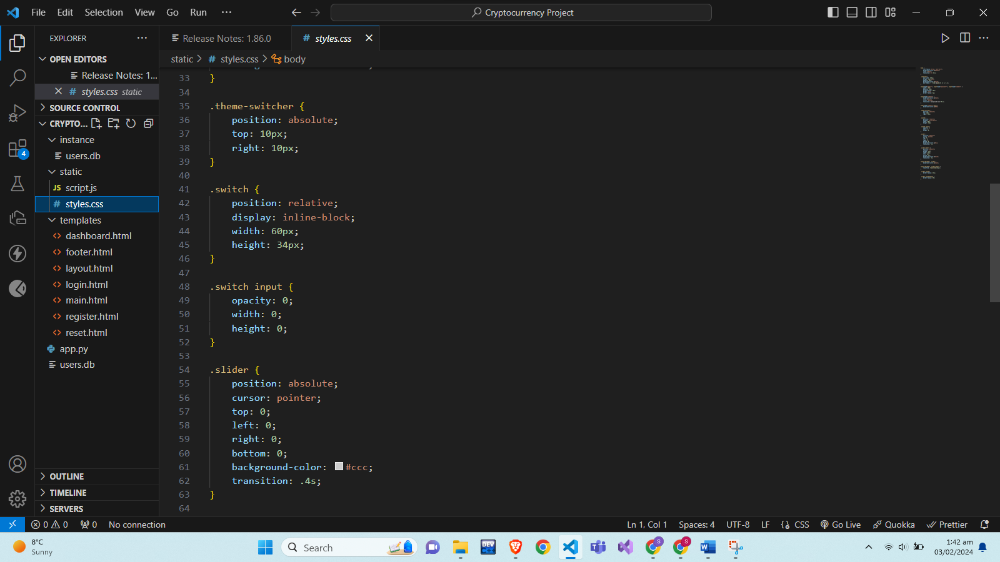 File Edit Selection View Go Run ···
Cryptocurrency Project
EXPLORER
Release Notes: 1.86.0
# styles.css
OPEN EDITORS
static > # styles.css > body
Release Notes: 1...
# styles.css static
SOURCE CONTROL
CRYPTO...
instance
users.db
static
JS script.js
# styles.css
templates
dashboard.html
footer.html
layout.html
login.html
main.html
register.html
reset.html
app.py
users.db
OUTLINE
TIMELINE
SERVERS
4
33 }
34
35 .theme-switcher {
36 position: absolute;
37 top: 10px;
38 right: 10px;
39 }
40
41 .switch {
42 position: relative;
43 display: inline-block;
44 width: 60px;
45 height: 34px;
46 }
47
48 .switch input {
49 opacity: 0;
50 width: 0;
51 height: 0;
52 }
53
54 .slider {
55 position: absolute;
56 cursor: pointer;
57 top: 0;
58 left: 0;
59 right: 0;
60 bottom: 0;
61 background-color: #ccc;
62 transition: .4s;
63 }
64
0 0 0 No connection Ln 1, Col 1 Spaces: 4 UTF-8 LF {} CSS Go Live Quokka Prettier
8°C
Sunny
Search
DEV
S
S
1:42 am
03/02/2024